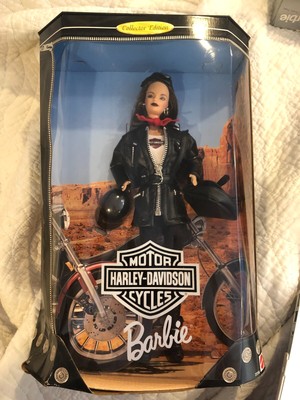 Collector Edition
MOTOR
HARLEY-DAVIDSON
CYCLES
Barbie